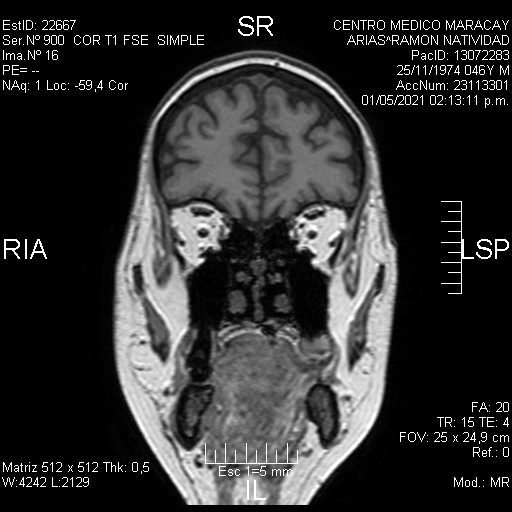 EstID: 22667
Ser.Nº 900 COR T1 FSE SIMPLE
Ima.Nº 16
PE= --
NAq: 1 Loc: -59,4 Cor
SR
CENTRO MEDICO MARACAY
ARIAS^RAMON NATIVIDAD
PacID: 13072283
25/11/1974 046Y M
AccNum: 23113301
01/05/2021 02:13:11 p.m.
RIA
LSP
FA: 20
TR: 15 TE: 4
FOV: 25 x 24,9 cm
Ref.: 0
Matriz 512 x 512 Thk: 0,5
W:4242 L:2129
Esc 1=5 mm
IL
Mod.: MR